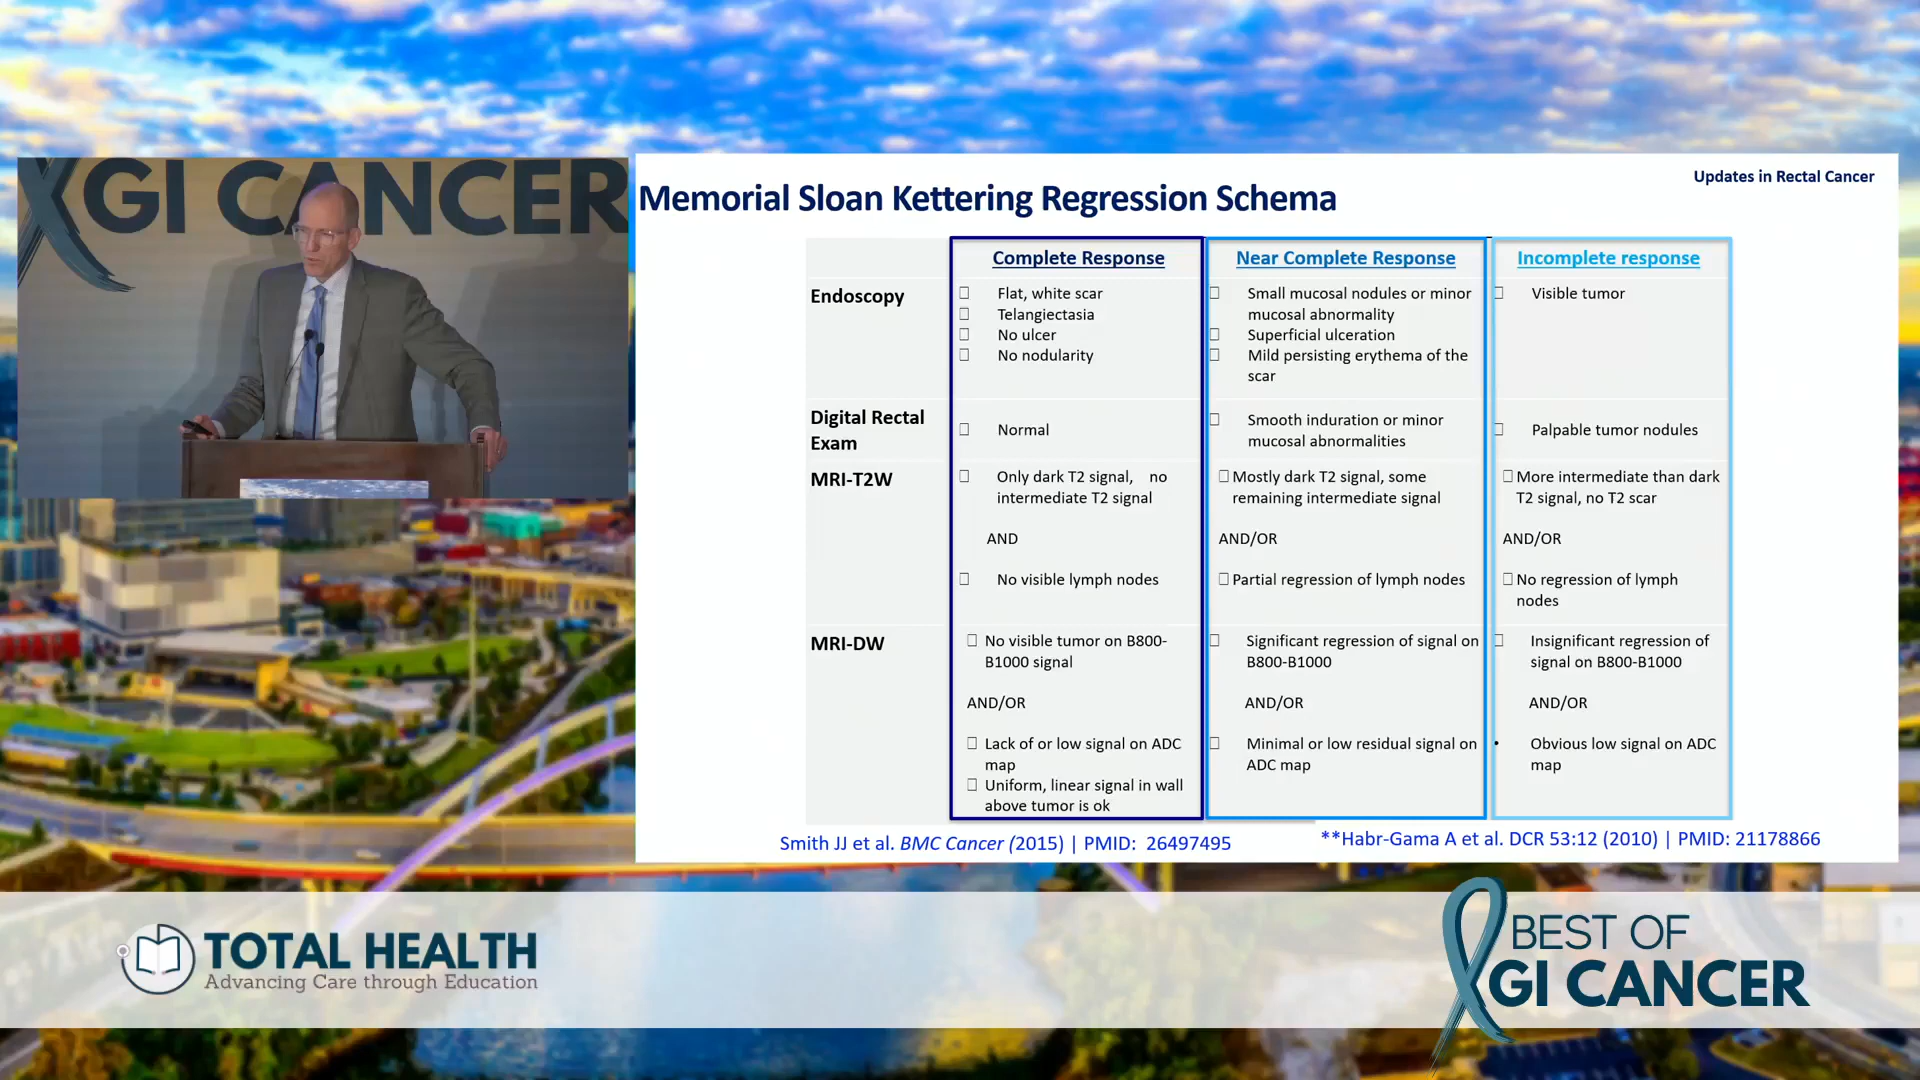 GI CANCER
Updates in Rectal Cancer
Memorial Sloan Kettering Regression Schema
Complete Response
Near Complete Response
Incomplete response
Endoscopy
Flat, white scar
Telangiectasia
No ulcer
No nodularity
Small mucosal nodules or minor
mucosal abnormality
Superficial ulceration
Mild persisting erythema of the
scar
Visible tumor
Digital Rectal
Exam
Normal
Smooth induration or minor
mucosal abnormalities
Palpable tumor nodules
MRI-T2W
Only dark T2 signal, no
intermediate T2 signal
AND
No visible lymph nodes
Mostly dark T2 signal, some
remaining intermediate signal
AND/OR
Partial regression of lymph nodes
More intermediate than dark
T2 signal, no T2 scar
AND/OR
No regression of lymph
nodes
MRI-DW
No visible tumor on B800-
B1000 signal
AND/OR
Lack of or low signal on ADC
map
Uniform, linear signal in wall
above tumor is ok
Significant regression of signal on
B800-B1000
AND/OR
Minimal or low residual signal on
ADC map
Insignificant regression of
signal on B800-B1000
AND/OR
• Obvious low signal on ADC
map
Smith JJ et al. BMC Cancer (2015) | PMID: 26497495
**Habr-Gama A et al. DCR 53:12 (2010) | PMID: 21178866
TOTAL HEALTH
Advancing Care through Education
BEST OF
GI CANCER